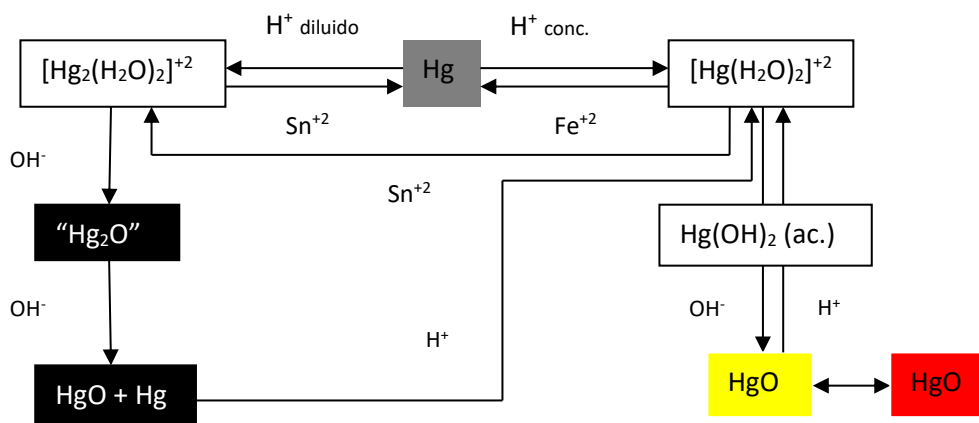 H⁺ diluido
H⁺ conc.
[Hg₂(H₂O)₂]⁺²
Hg
[Hg(H₂O)₂]⁺²
Sn⁺²
Fe⁺²
OH⁻
Sn⁺²
“Hg₂O”
Hg(OH)₂ (ac.)
OH⁻
H⁺
OH⁻
H⁺
HgO + Hg
HgO
HgO